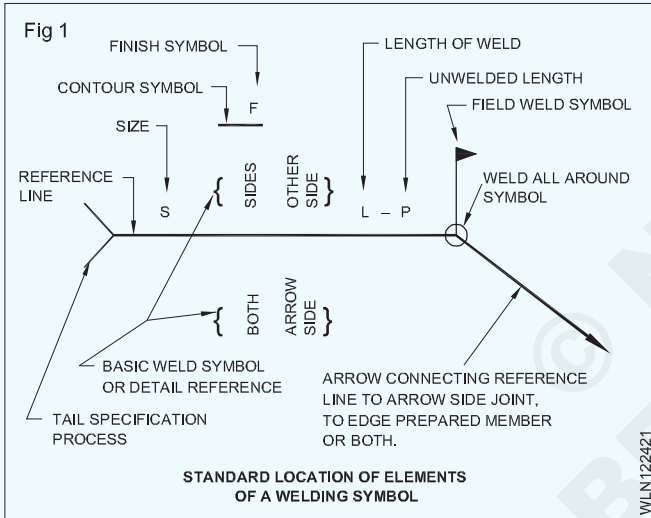 Fig 1
FINISH SYMBOL
CONTOUR SYMBOL
F
SIZE
LENGTH OF WELD
UNWELDED LENGTH
FIELD WELD SYMBOL
REFERENCE
LINE
S
{ SIDES OTHER
SIDE }
L – P
WELD ALL AROUND
SYMBOL
{ BOTH ARROW
SIDE }
BASIC WELD SYMBOL
OR DETAIL REFERENCE
TAIL SPECIFICATION
PROCESS
ARROW CONNECTING REFERENCE
LINE TO ARROW SIDE JOINT,
TO EDGE PREPARED MEMBER
OR BOTH.
STANDARD LOCATION OF ELEMENTS
OF A WELDING SYMBOL
WLN122421
©